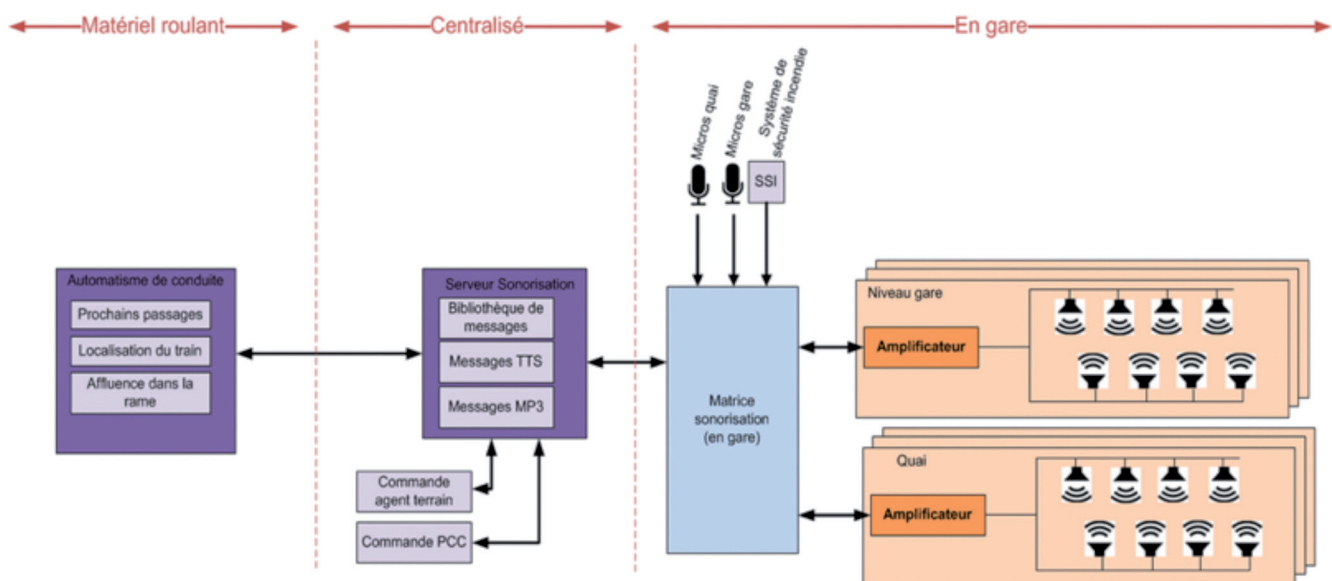 Matériel roulant
Centralisé
En gare
Micros quai
Micros gare
Système de
sécurité incendie
SSI
Automatisme de conduite
Prochains passages
Localisation du train
Affluence dans la
rame
Serveur Sonorisation
Bibliothèque de
messages
Messages TTS
Messages MP3
Commande
agent terrain
Commande PCC
Matrice
sonorisation
(en gare)
Niveau gare
Amplificateur
Quai
Amplificateur